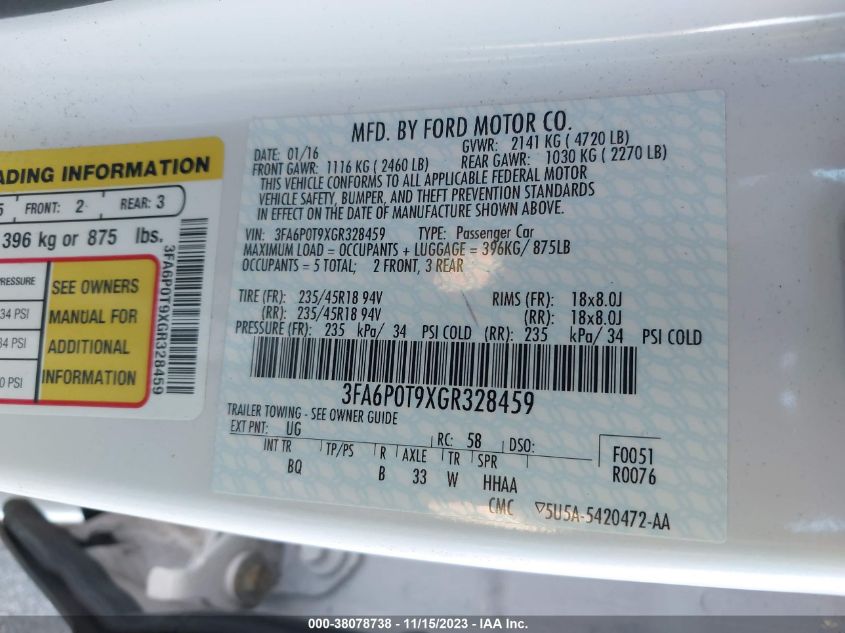 MFD. BY FORD MOTOR CO.
DATE: 01/16 GVWR: 2141 KG ( 4720 LB)
FRONT GAWR: 1116 KG ( 2460 LB) REAR GAWR: 1030 KG ( 2270 LB)
THIS VEHICLE CONFORMS TO ALL APPLICABLE FEDERAL MOTOR
VEHICLE SAFETY, BUMPER, AND THEFT PREVENTION STANDARDS
IN EFFECT ON THE DATE OF MANUFACTURE SHOWN ABOVE.
VIN: 3FA6P0T9XGR328459 TYPE: Passenger Car
MAXIMUM LOAD = OCCUPANTS + LUGGAGE = 396KG/ 875LB
OCCUPANTS = 5 TOTAL; 2 FRONT, 3 REAR
TIRE (FR): 235/45R18 94V RIMS (FR): 18x8.0J
(RR): 235/45R18 94V (RR): 18x8.0J
PRESSURE (FR): 235 kPa/ 34 PSI COLD (RR): 235 kPa/ 34 PSI COLD
3FA6P0T9XGR328459
TRAILER TOWING - SEE OWNER GUIDE
EXT PNT: UG RC: 58 DSO: F0051
INT TR TP/PS R AXLE TR SPR R0076
BQ B 33 W HHAA
CMC ▽5U5A-5420472-AA
ADING INFORMATION
5 FRONT: 2 REAR: 3
396 kg or 875 lbs.
PRESSURE
34 PSI
34 PSI
0 PSI
SEE OWNERS
MANUAL FOR
ADDITIONAL
INFORMATION
3FA6P0T9XGR328459
000-38078738 - 11/15/2023 - IAA Inc.